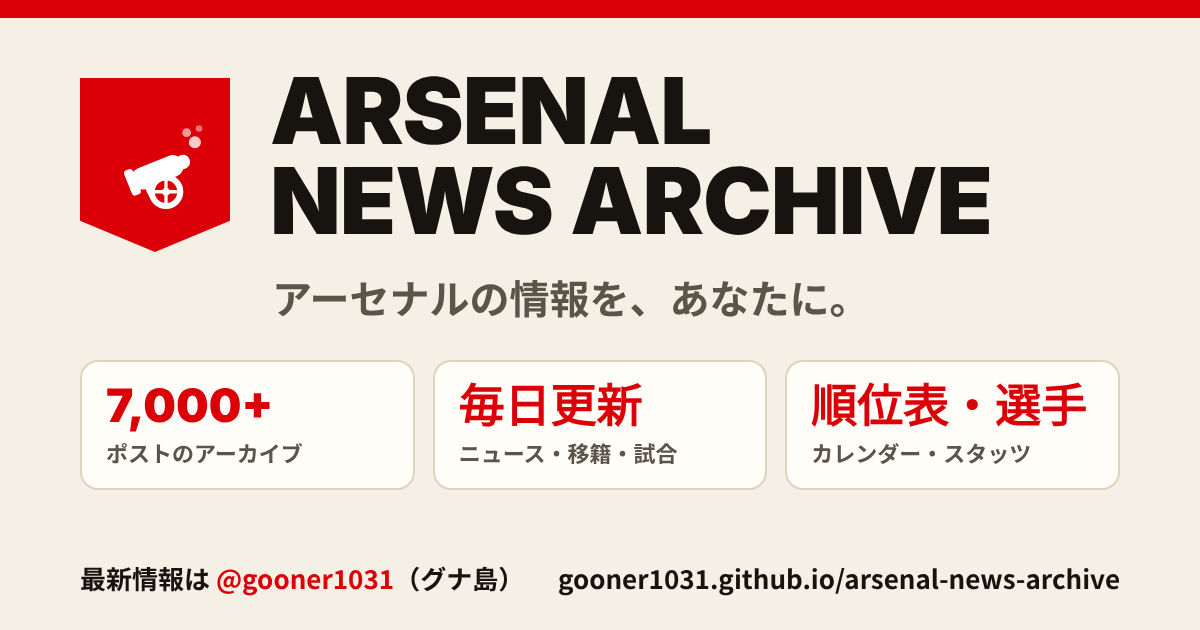 ARSENAL
NEWS ARCHIVE
アーセナルの情報を、あなたに。
7,000+
ポストのアーカイブ
毎日更新
ニュース・移籍・試合
順位表・選手
カレンダー・スタッツ
最新情報は @gooner1031（グナ島）
gooner1031.github.io/arsenal-news-archive